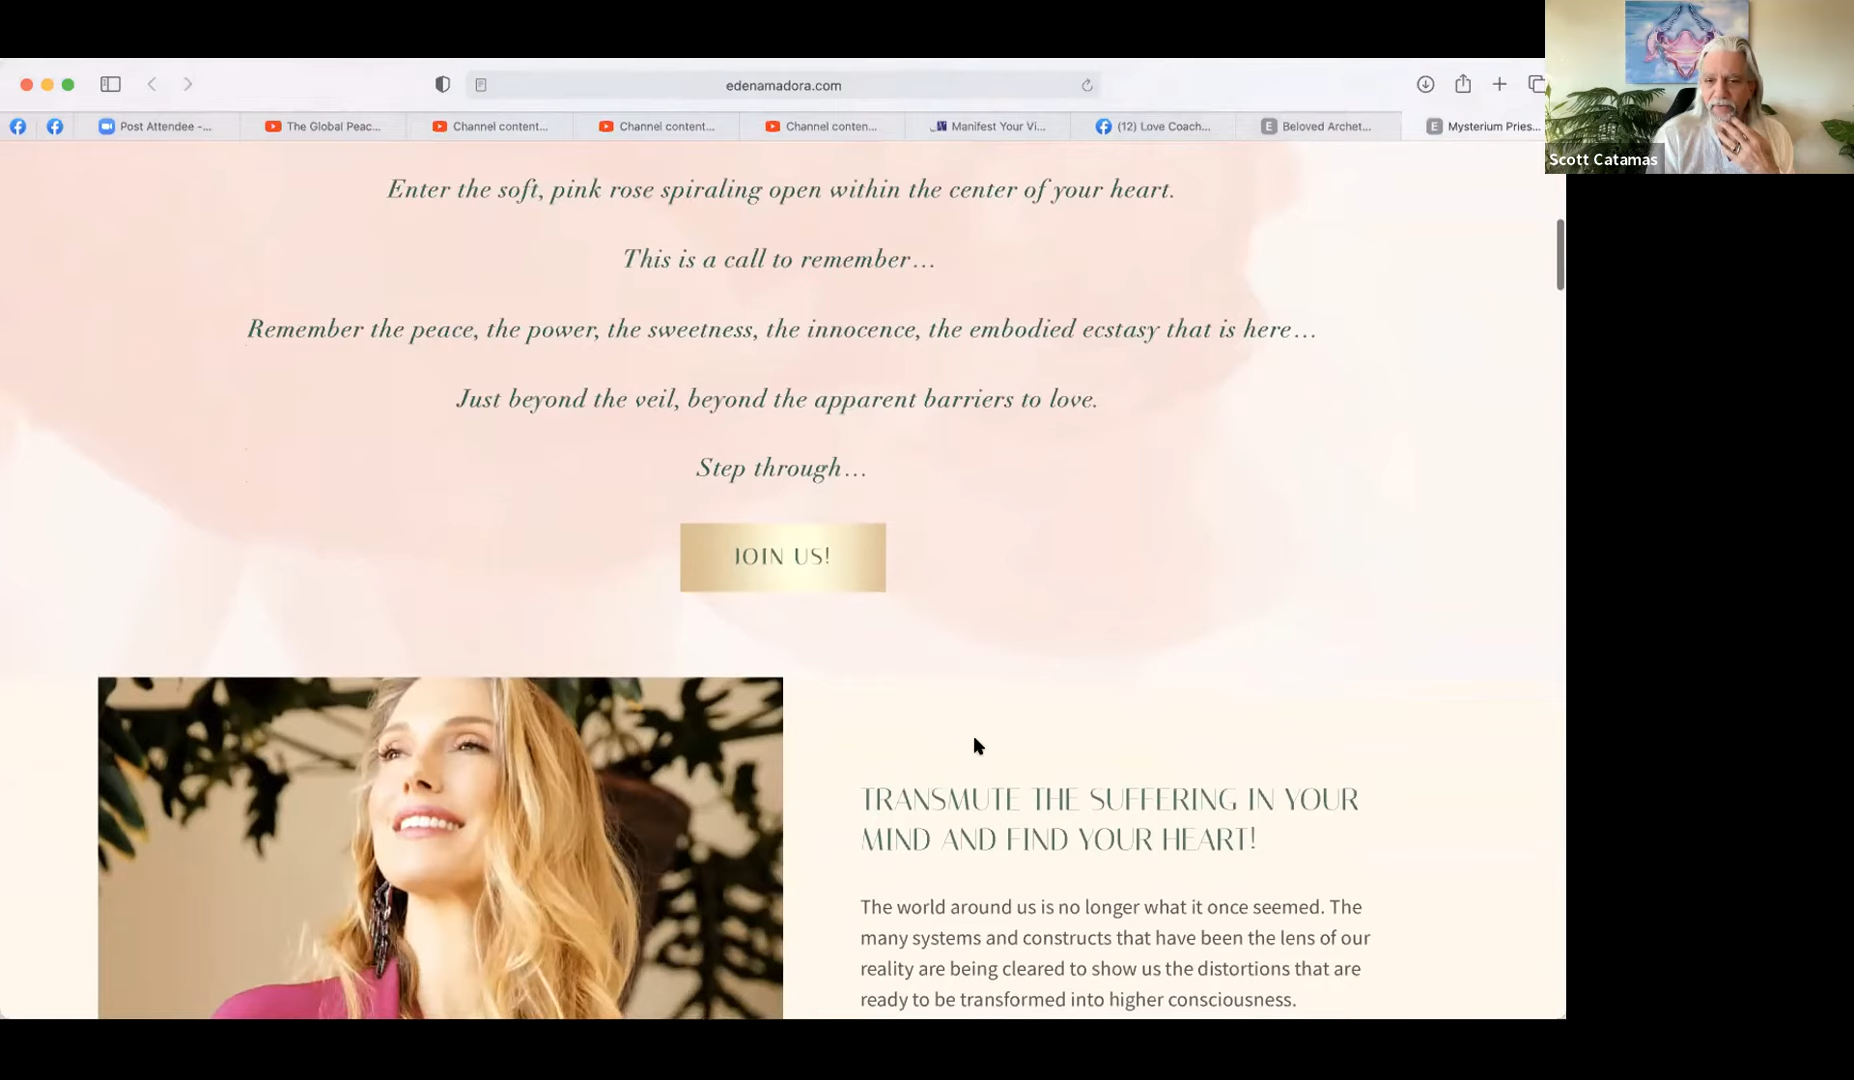 edenamadora.com
Post Attendee -...
The Global Peac...
Channel content...
Channel content...
Channel conten...
Manifest Your Vi...
(12) Love Coach...
E
Beloved Archet...
E
Mysterium Pries...
Scott Catamas
Enter the soft, pink rose spiraling open within the center of your heart.
This is a call to remember...
Remember the peace, the power, the sweetness, the innocence, the embodied ecstasy that is here...
Just beyond the veil, beyond the apparent barriers to love.
Step through...
JOIN US!
TRANSMUTE THE SUFFERING IN YOUR
MIND AND FIND YOUR HEART!
The world around us is no longer what it once seemed. The
many systems and constructs that have been the lens of our
reality are being cleared to show us the distortions that are
ready to be transformed into higher consciousness.